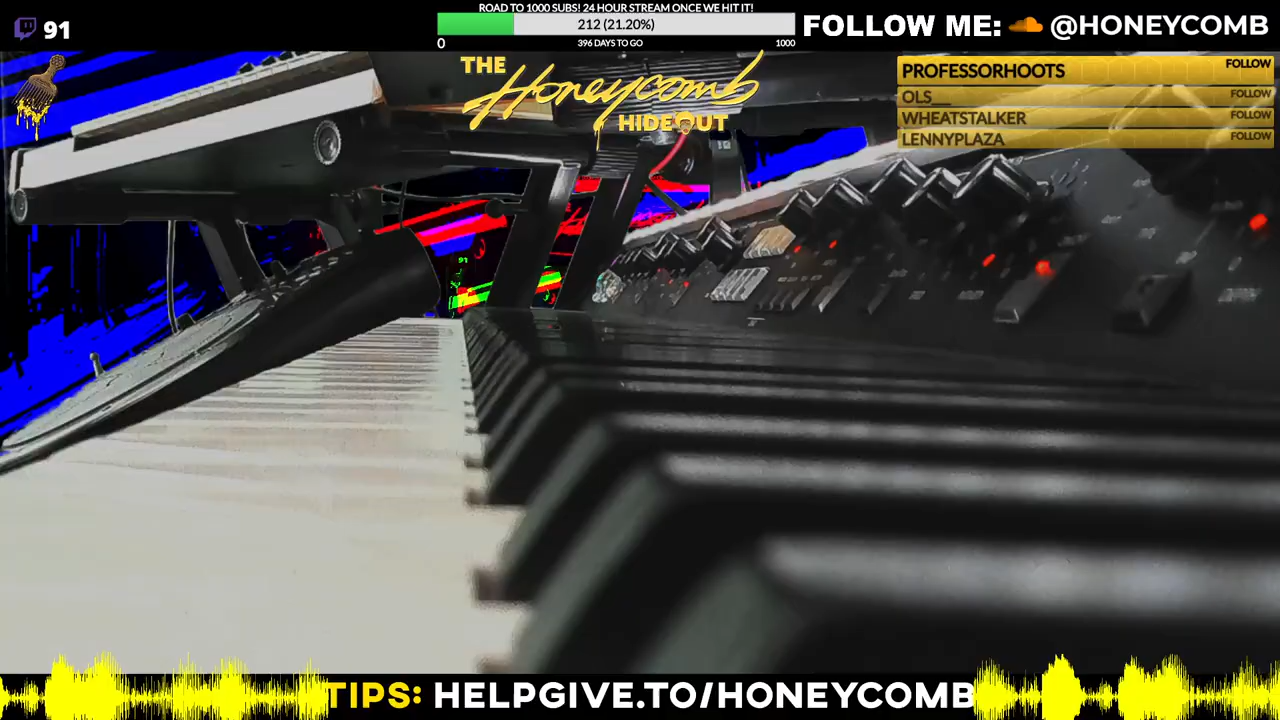 91
ROAD TO 1000 SUBS! 24 HOUR STREAM ONCE WE HIT IT!
212 (21.20%)
0
396 DAYS TO GO
1000
FOLLOW ME: @HONEYCOMB
THE
Honeycomb
HIDEOUT
PROFESSORHOOTS FOLLOW
OLS__ FOLLOW
WHEATSTALKER FOLLOW
LENNYPLAZA FOLLOW
TIPS: HELPGIVE.TO/HONEYCOMB